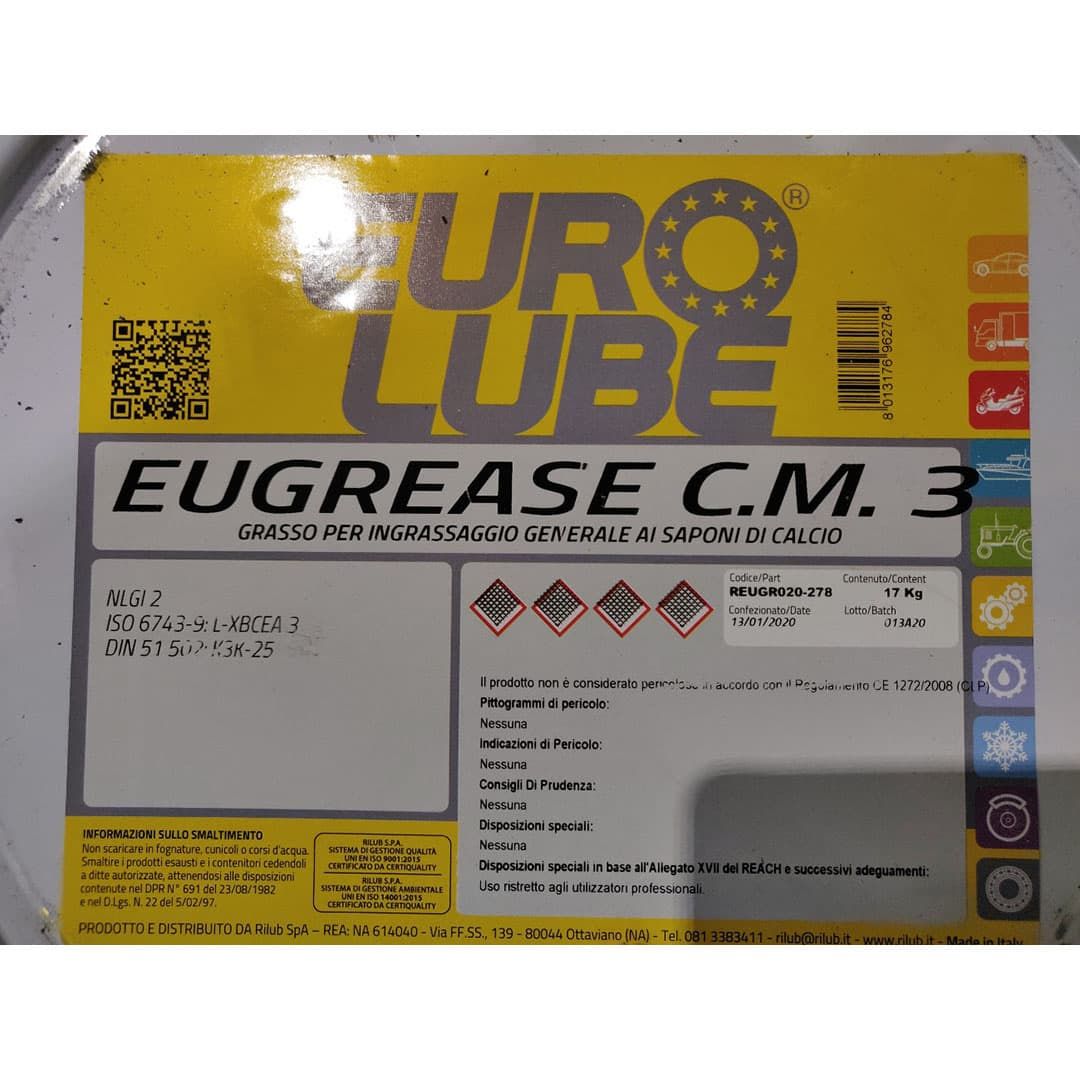 EURO
®
LUBE
8 013176 962784
EUGREASE C.M. 3
GRASSO PER INGRASSAGGIO GENERALE AI SAPONI DI CALCIO
NLGI 2
ISO 6743-9: L-XBCEA 3
DIN 51 502: K3K-25
Codice/Part
REUGR020-278
Contenuto/Content
17 Kg
Confezionato/Date
13/01/2020
Lotto/Batch
013A20
Il prodotto non è considerato pericoloso in accordo con il Regolamento CE 1272/2008 (CLP)
Pittogrammi di pericolo:
Nessuna
Indicazioni di Pericolo:
Nessuna
Consigli Di Prudenza:
Nessuna
Disposizioni speciali:
Nessuna
Disposizioni speciali in base all'Allegato XVII del REACH e successivi adeguamenti:
Uso ristretto agli utilizzatori professionali.
INFORMAZIONI SULLO SMALTIMENTO
Non scaricare in fognature, cunicoli o corsi d'acqua.
Smaltire i prodotti esausti e i contenitori cedendoli
a ditte autorizzate, attenendosi alle disposizioni
contenute nel DPR N° 691 del 23/08/1982
e nel D.Lgs. N. 22 del 5/02/97.
RILUB S.P.A.
SISTEMA DI GESTIONE QUALITÀ
UNI EN ISO 9001:2015
CERTIFICATO DA CERTIQUALITY
RILUB S.P.A.
SISTEMA DI GESTIONE AMBIENTALE
UNI EN ISO 14001:2015
CERTIFICATO DA CERTIQUALITY
PRODOTTO E DISTRIBUITO DA Rilub SpA – REA: NA 614040 - Via FF.SS., 139 - 80044 Ottaviano (NA) - Tel. 081 3383411 - rilub@rilub.it - www.rilub.it - Made in Italy